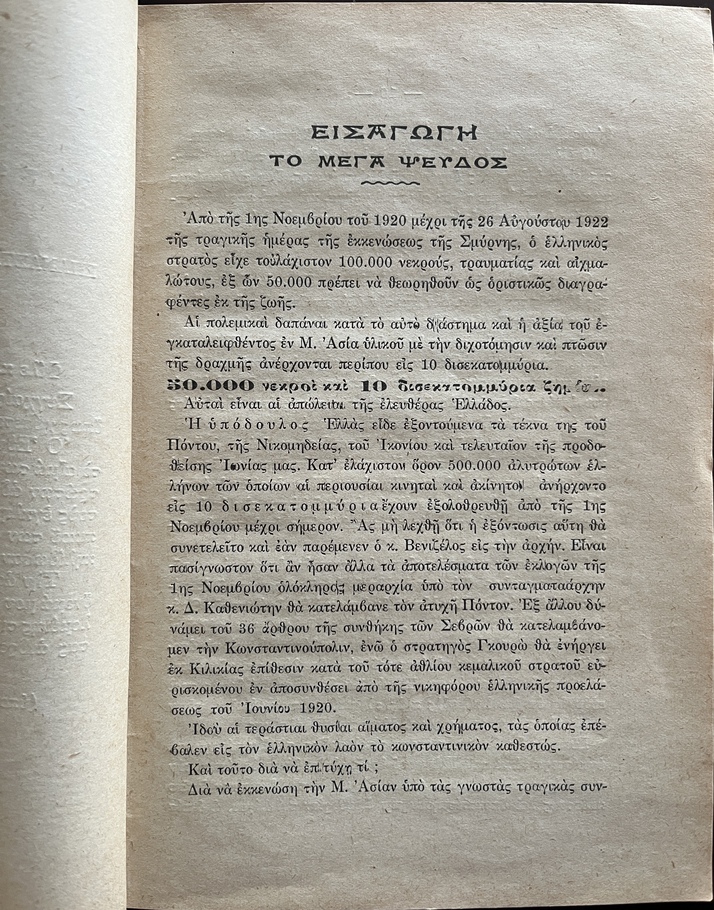 ΕΙΣΑΓΩΓΗ
ΤΟ ΜΕΓΑ ΨΕΥΔΟΣ
Ἀπὸ τῆς 1ης Νοεμβρίου τοῦ 1920 μέχρι τῆς 26 Αὐγούστου 1922
τῆς τραγικῆς ἡμέρας τῆς ἐκκενώσεως τῆς Σμύρνης, ὁ ἑλληνικὸς
στρατὸς εἶχε τοὐλάχιστον 100.000 νεκρούς, τραυματίας καὶ αἰχμα-
λώτους, ἐξ ὧν 50.000 πρέπει νὰ θεωρηθοῦν ὡς ὁριστικῶς διαγρα-
φέντες ἐκ τῆς ζωῆς.
Αἱ πολεμικαὶ δαπάναι κατὰ τὸ αὐτὸ διάστημα καὶ ἡ ἀξία τοῦ ἐ-
γκαταλειφθέντος ἐν Μ. Ἀσίᾳ ὑλικοῦ μὲ τὴν διχοτόμησιν καὶ πτῶσιν
τῆς δραχμῆς ἀνέρχονται περίπου εἰς 10 δισεκατομμύρια.
50.000 νεκροὶ καὶ 10 δισεκατομμύρια
Αὗται εἶναι αἱ ἀπώλειαι τῆς ἐλευθέρας Ἑλλάδος.
Ἡ ὑπόδουλος Ἑλλὰς εἶδε ἐξοντούμενα τὰ τέκνα της τοῦ
Πόντου, τῆς Νικομηδείας, τοῦ Ἰκονίου καὶ τελευταῖον τῆς προδο-
θείσης Ἰωνίας μας. Κατ' ἐλάχιστον ὅρον 500.000 ἀλυτρώτων ἑλ-
λήνων τῶν ὁποίων αἱ περιουσίαι κινηταὶ καὶ ἀκίνητοι ἀνήρχοντο
εἰς 10 δισεκατομμύρια ἔχουν ἐξολοθρευθῆ ἀπὸ τῆς 1ης
Νοεμβρίου μέχρι σήμερον. Ἂς μὴ λεχθῇ ὅτι ἡ ἐξόντωσις αὕτη θὰ
συνετελεῖτο καὶ ἐὰν παρέμενεν ὁ κ. Βενιζέλος εἰς τὴν ἀρχήν. Εἶναι
πασίγνωστον ὅτι ἂν ἦσαν ἄλλα τὰ ἀποτελέσματα τῶν ἐκλογῶν τῆς
1ης Νοεμβρίου ὁλόκληρος μεραρχία ὑπὸ τὸν συνταγματαάρχην
κ. Δ. Καθενιώτην θὰ κατελάμβανε τὸν ἀτυχῆ Πόντον. Ἐξ ἄλλου δυ-
νάμει τοῦ 36 ἄρθρου τῆς συνθήκης τῶν Σεβρῶν θὰ κατελαμβάνο-
μεν τὴν Κωνσταντινούπολιν, ἐνῶ ὁ στρατηγὸς Γκουρὼ θὰ ἐνήργει
ἐκ Κιλικίας ἐπίθεσιν κατὰ τοῦ τότε ἀθλίου κεμαλικοῦ στρατοῦ εὑ-
ρισκομένου ἐν ἀποσυνθέσει ἀπὸ τῆς νικηφόρου ἑλληνικῆς προελά-
σεως τοῦ Ἰουνίου 1920.
Ἰδοὺ αἱ τεράστιαι θυσίαι αἵματος καὶ χρήματος, τὰς ὁποίας ἐπέ-
βαλεν εἰς τὸν ἑλληνικὸν λαὸν τὸ κωνσταντινικὸν καθεστώς.
Καὶ τοῦτο διὰ νὰ ἐπιτύχῃ τί ;
Διὰ νὰ ἐκκενώσῃ τὴν Μ. Ἀσίαν ὑπὸ τὰς γνωστὰς τραγικὰς συν-